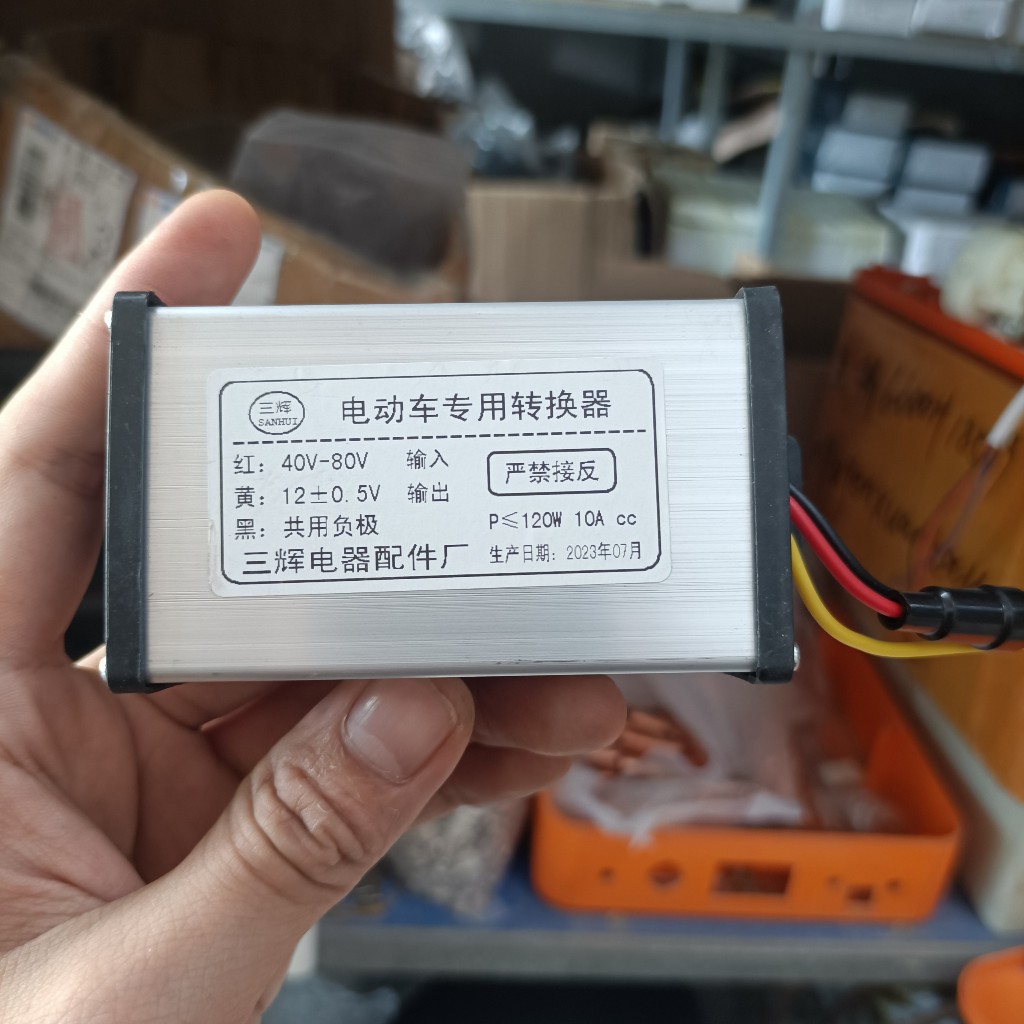 三辉
SANHUI
电动车专用转换器
红: 40V-80V 输入
黄: 12±0.5V 输出
严禁接反
黑: 共用负极
P≤120W 10A cc
三辉电器配件厂
生产日期: 2023年07月